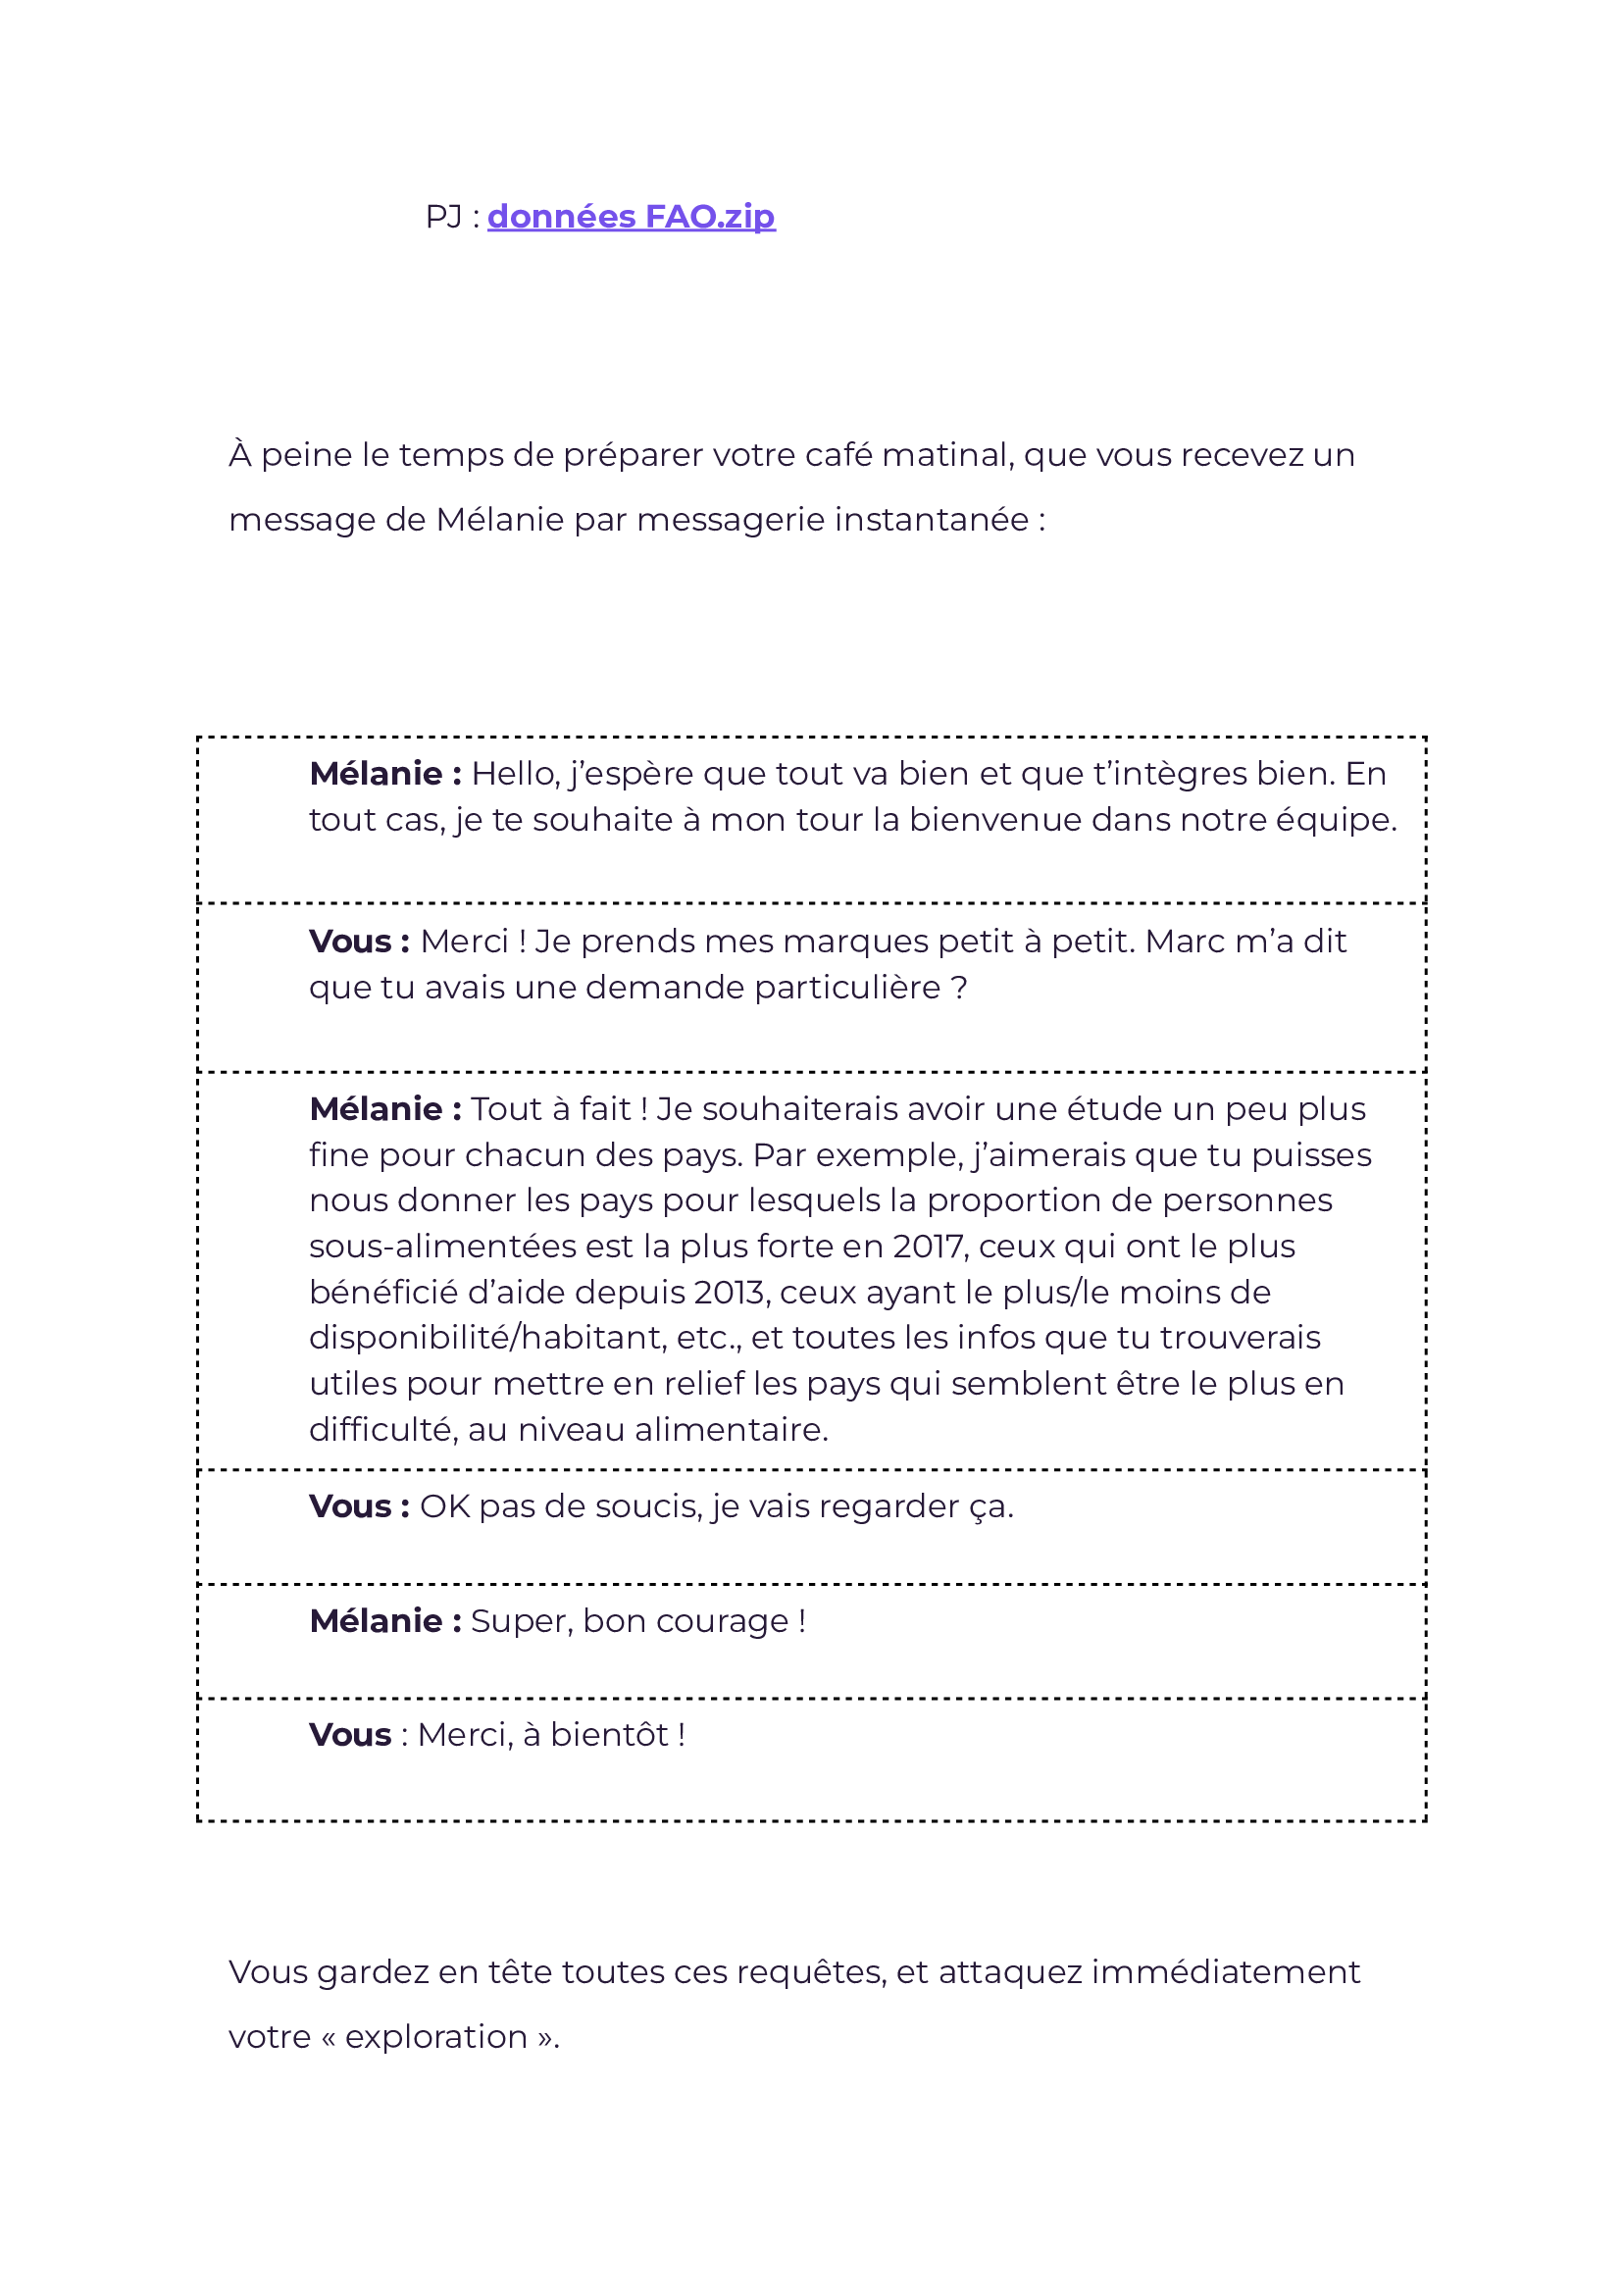 PJ : données FAO.zip
À peine le temps de préparer votre café matinal, que vous recevez un
message de Mélanie par messagerie instantanée :
Mélanie : Hello, j’espère que tout va bien et que t’intègres bien. En
tout cas, je te souhaite à mon tour la bienvenue dans notre équipe.
Vous : Merci ! Je prends mes marques petit à petit. Marc m’a dit
que tu avais une demande particulière ?
Mélanie : Tout à fait ! Je souhaiterais avoir une étude un peu plus
fine pour chacun des pays. Par exemple, j’aimerais que tu puisses
nous donner les pays pour lesquels la proportion de personnes
sous-alimentées est la plus forte en 2017, ceux qui ont le plus
bénéficié d’aide depuis 2013, ceux ayant le plus/le moins de
disponibilité/habitant, etc., et toutes les infos que tu trouverais
utiles pour mettre en relief les pays qui semblent être le plus en
difficulté, au niveau alimentaire.
Vous : OK pas de soucis, je vais regarder ça.
Mélanie : Super, bon courage !
Vous : Merci, à bientôt !
Vous gardez en tête toutes ces requêtes, et attaquez immédiatement
votre « exploration ».